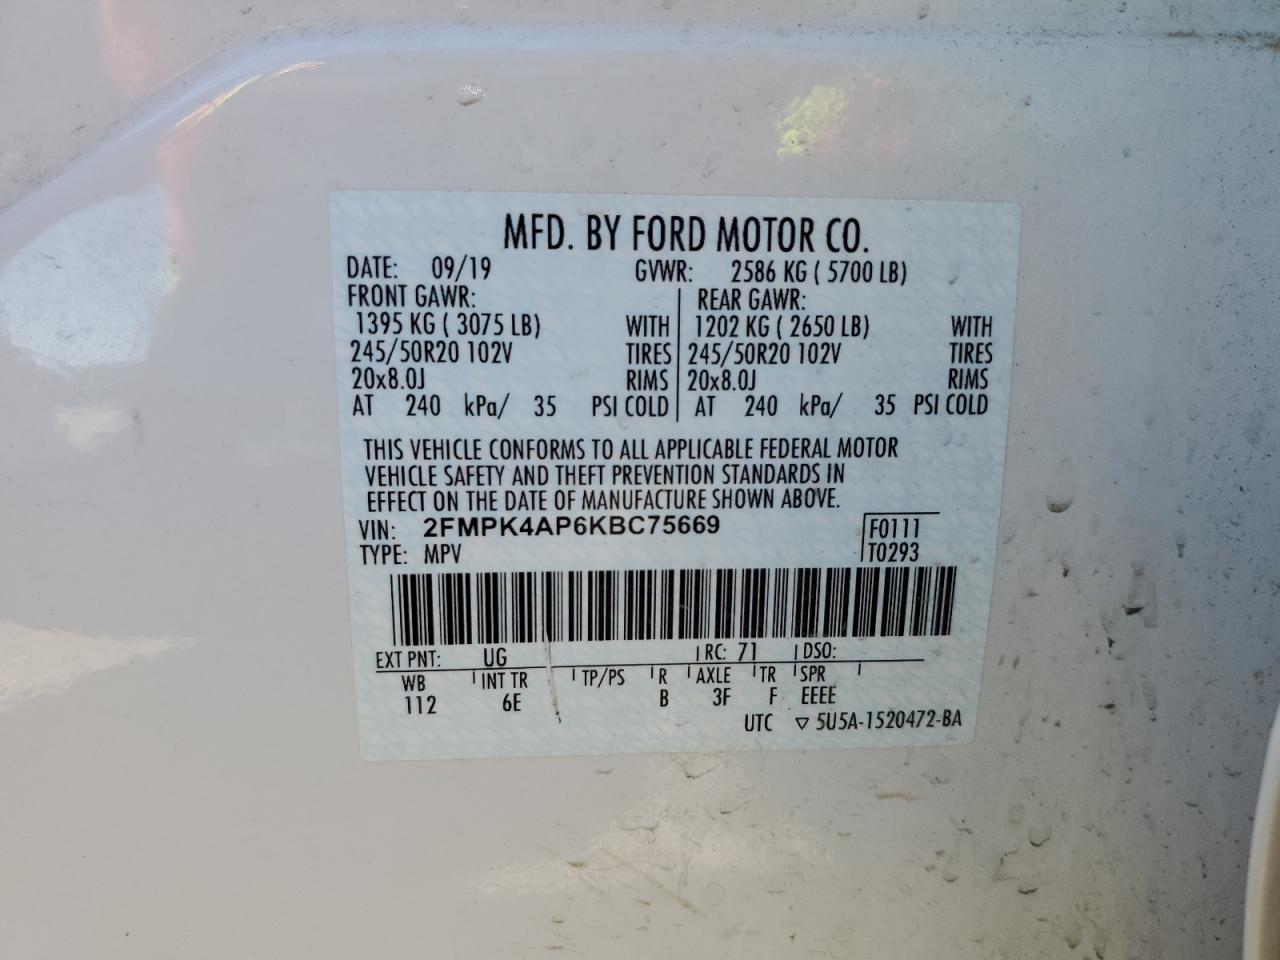 MFD. BY FORD MOTOR CO.
DATE: 09/19 GVWR: 2586 KG ( 5700 LB)
FRONT GAWR: REAR GAWR:
1395 KG ( 3075 LB) WITH 1202 KG ( 2650 LB) WITH
245/50R20 102V TIRES 245/50R20 102V TIRES
20x8.0J RIMS 20x8.0J RIMS
AT 240 kPa/ 35 PSI COLD AT 240 kPa/ 35 PSI COLD
THIS VEHICLE CONFORMS TO ALL APPLICABLE FEDERAL MOTOR
VEHICLE SAFETY AND THEFT PREVENTION STANDARDS IN
EFFECT ON THE DATE OF MANUFACTURE SHOWN ABOVE.
VIN: 2FMPK4AP6KBC75669 F0111
TYPE: MPV T0293
EXT PNT: UG RC: 71 DSO:
WB INT TR TP/PS R AXLE TR SPR
112 6E B 3F F EEEE
UTC ▽ 5U5A-1520472-BA